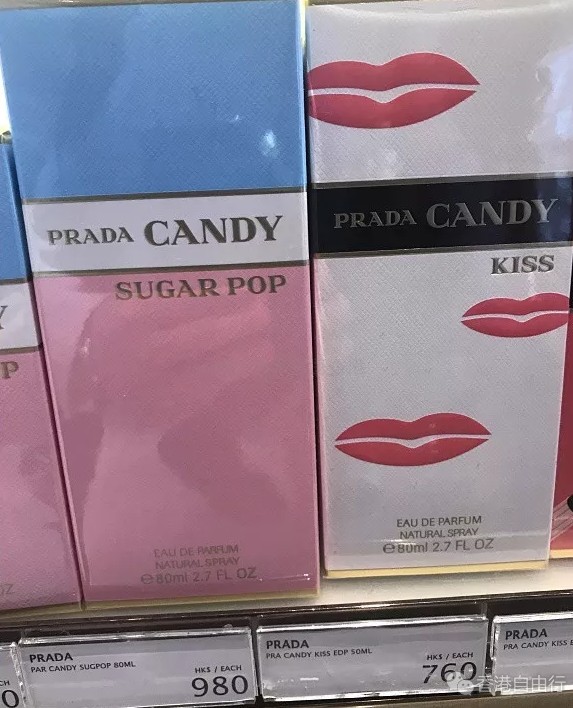 PRADA CANDY
SUGAR POP
EAU DE PARFUM
NATURAL SPRAY
e 80ml 2.7 FL OZ
PRADA CANDY
KISS
EAU DE PARFUM
NATURAL SPRAY
e 80ml 2.7 FL OZ
Y
P
OZ
0
PRADA
PAR CANDY SUGPOP 80ML
HK$ / EACH
980
PRADA
PRA CANDY KISS EDP 50ML
HK$ / EACH
760
PRADA
PRA CANDY KISS E
香港自由行